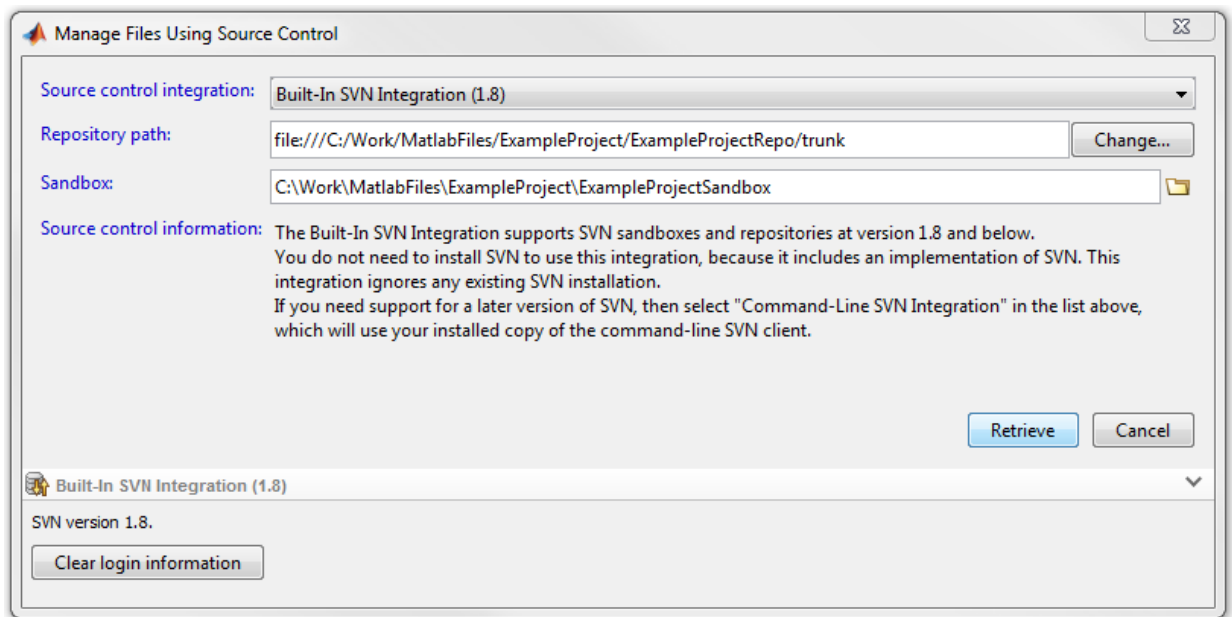 Manage Files Using Source Control
Source control integration: Built-In SVN Integration (1.8)
Repository path: file:///C:/Work/MatlabFiles/ExampleProject/ExampleProjectRepo/trunk Change...
Sandbox: C:\Work\MatlabFiles\ExampleProject\ExampleProjectSandbox
Source control information: The Built-In SVN Integration supports SVN sandboxes and repositories at version 1.8 and below.
You do not need to install SVN to use this integration, because it includes an implementation of SVN. This
integration ignores any existing SVN installation.
If you need support for a later version of SVN, then select "Command-Line SVN Integration" in the list above,
which will use your installed copy of the command-line SVN client.
Retrieve Cancel
Built-In SVN Integration (1.8)
SVN version 1.8.
Clear login information